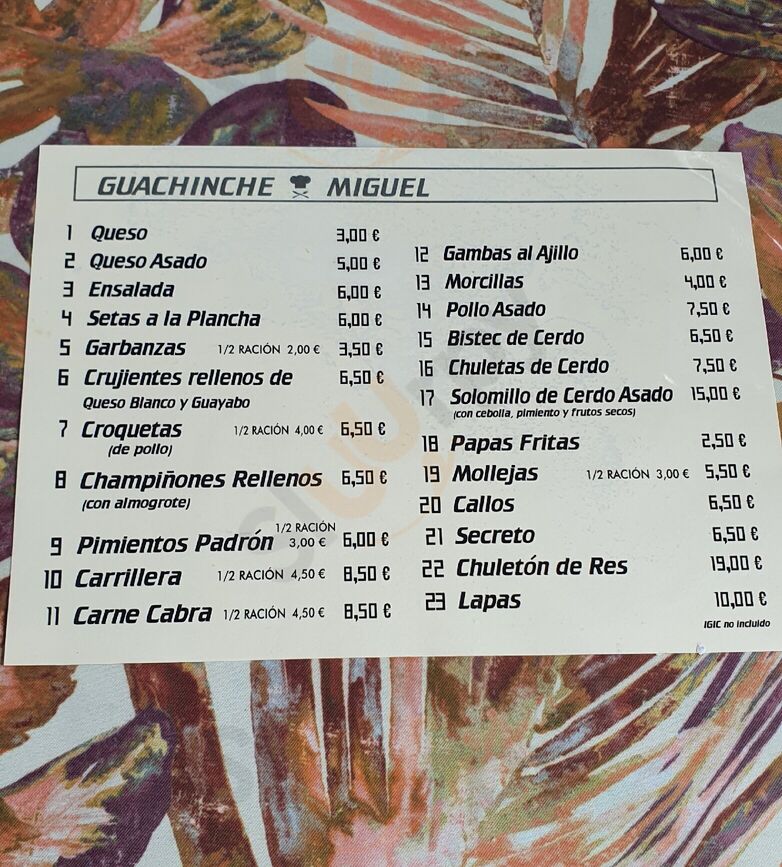 GUACHINCHE MIGUEL
1 Queso 3,00 €
2 Queso Asado 5,00 €
3 Ensalada 6,00 €
4 Setas a la Plancha 6,00 €
5 Garbanzas 1/2 RACIÓN 2,00 € 3,50 €
6 Crujientes rellenos de 6,50 €
Queso Blanco y Guayabo
7 Croquetas 1/2 RACIÓN 4,00 € 6,50 €
(de pollo)
8 Champiñones Rellenos 6,50 €
(con almogrote)
1/2 RACIÓN
9 Pimientos Padrón 3,00 € 6,00 €
10 Carrillera 1/2 RACIÓN 4,50 € 8,50 €
11 Carne Cabra 1/2 RACIÓN 4,50 € 8,50 €
12 Gambas al Ajillo 6,00 €
13 Morcillas 4,00 €
14 Pollo Asado 7,50 €
15 Bistec de Cerdo 6,50 €
16 Chuletas de Cerdo 7,50 €
17 Solomillo de Cerdo Asado 15,00 €
(con cebolla, pimiento y frutos secos)
18 Papas Fritas 2,50 €
19 Mollejas 1/2 RACIÓN 3,00 € 5,50 €
20 Callos 6,50 €
21 Secreto 6,50 €
22 Chuletón de Res 19,00 €
23 Lapas 10,00 €
IGIC no incluido